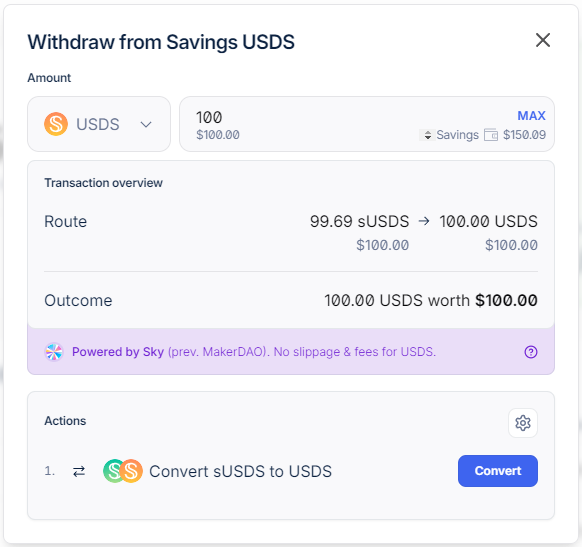 Withdraw from Savings USDS
Amount
USDS
100
MAX
$100.00
Savings $150.09
Transaction overview
Route
99.69 sUSDS → 100.00 USDS
$100.00 $100.00
Outcome
100.00 USDS worth $100.00
Powered by Sky (prev. MakerDAO). No slippage & fees for USDS.
Actions
1. Convert sUSDS to USDS
Convert